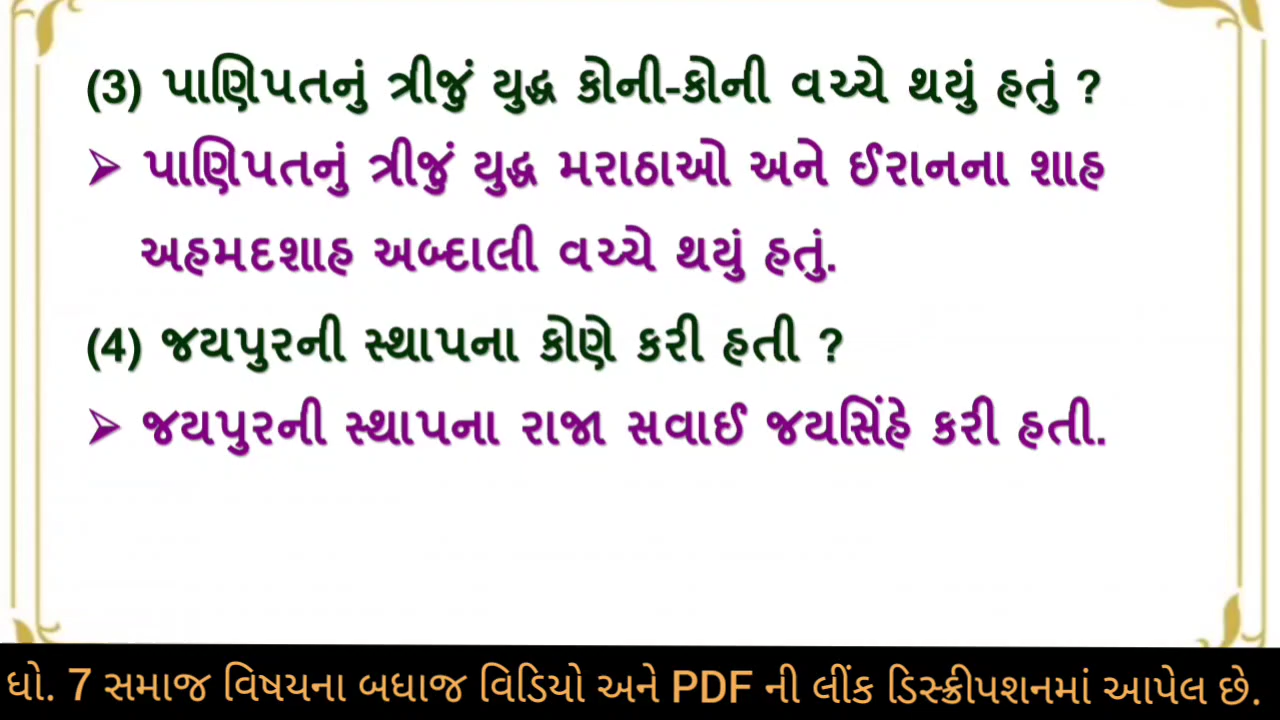 (3) પાણિપતનું ત્રીજું યુદ્ધ કોની-કોની વચ્ચે થયું હતું ?
➢ પાણિપતનું ત્રીજું યુદ્ધ મરાઠાઓ અને ઈરાનના શાહ
અહમદશાહ અબ્દાલી વચ્ચે થયું હતું.
(4) જયપુરની સ્થાપના કોણે કરી હતી ?
➢ જયપુરની સ્થાપના રાજા સવાઈ જયસિંહે કરી હતી.
ધો. 7 સમાજ વિષયના બધાજ વિડિયો અને PDF ની લીંક ડિસ્ક્રીપશનમાં આપેલ છે.